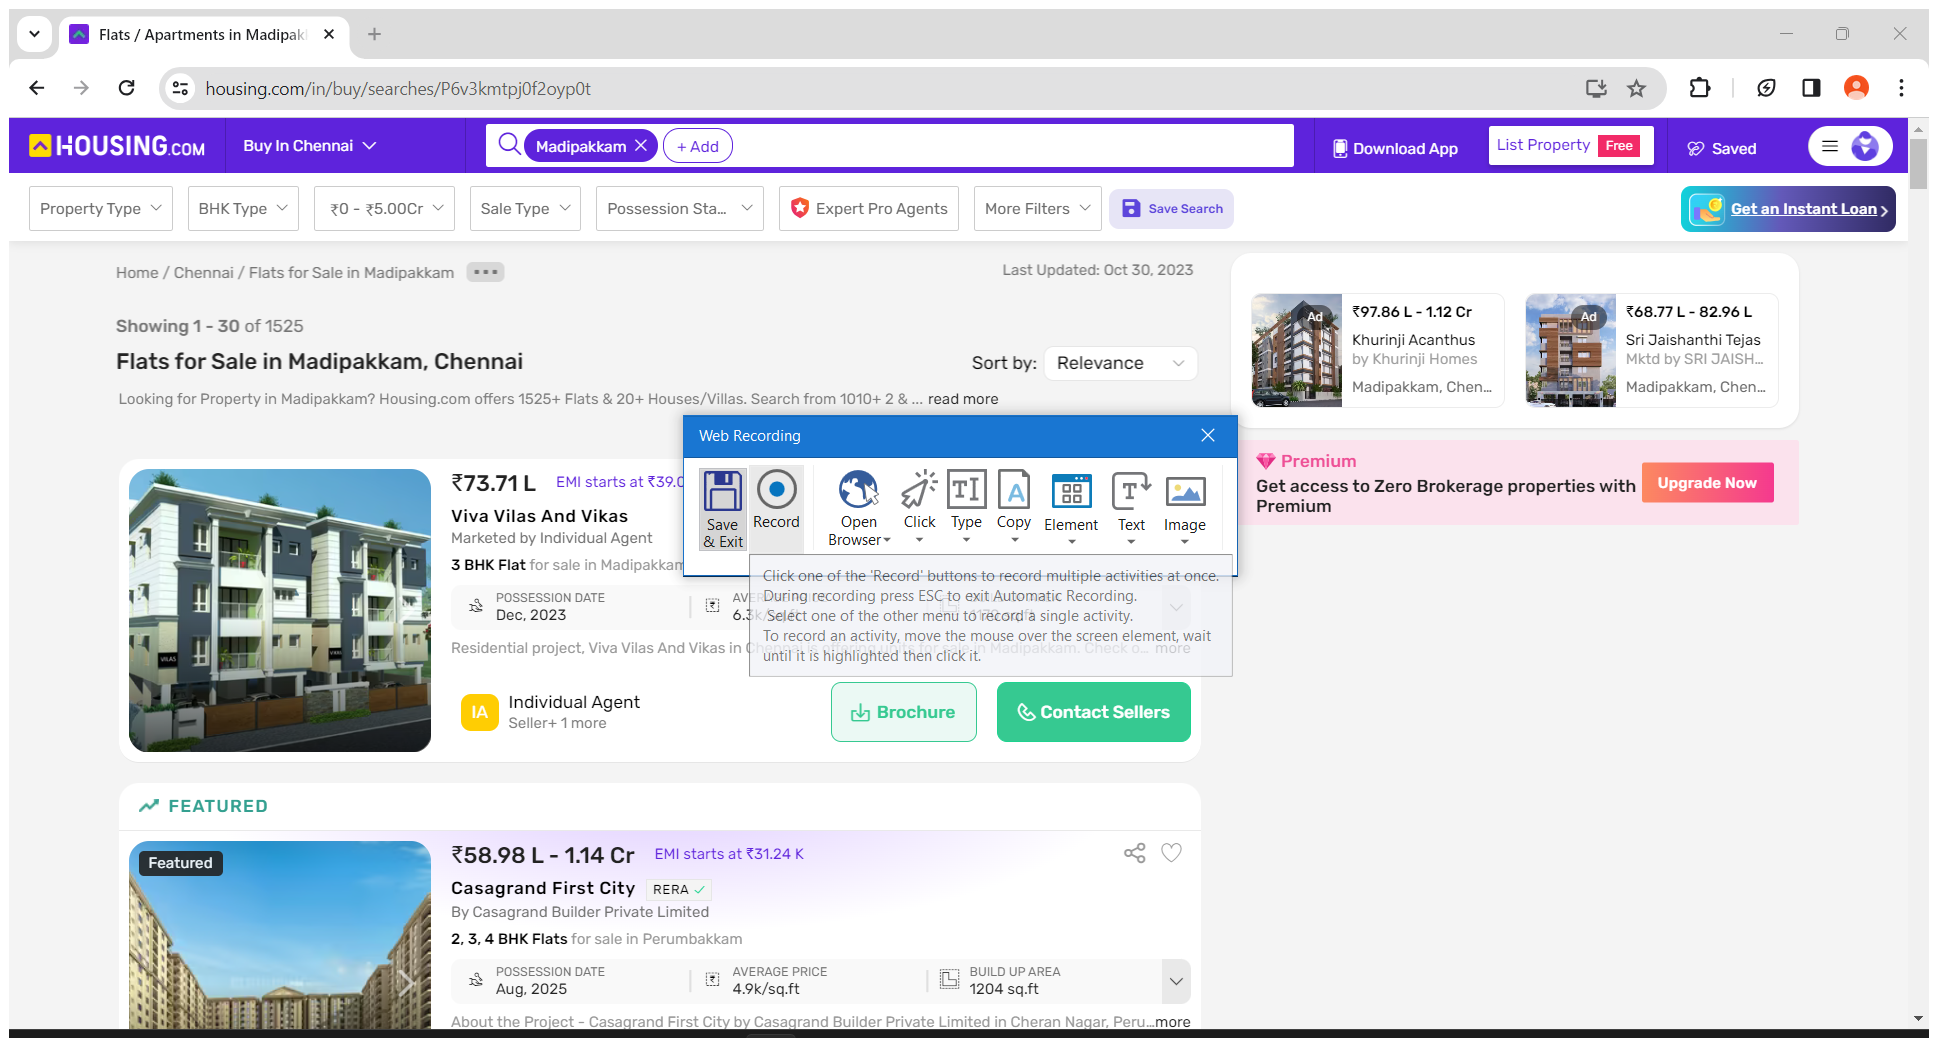 Flats / Apartments in Madipak
housing.com/in/buy/searches/P6v3kmtpj0f2oyp0t
HOUSING.COM
Buy In Chennai
Madipakkam
+ Add
Download App
List Property Free
Saved
Property Type
BHK Type
₹0 - ₹5.00Cr
Sale Type
Possession Sta...
Expert Pro Agents
More Filters
Save Search
Get an Instant Loan
Home / Chennai / Flats for Sale in Madipakkam
Last Updated: Oct 30, 2023
Showing 1 - 30 of 1525
Flats for Sale in Madipakkam, Chennai
Sort by: Relevance
Looking for Property in Madipakkam? Housing.com offers 1525+ Flats & 20+ Houses/Villas. Search from 1010+ 2 & ... read more
Ad
₹97.86 L - 1.12 Cr
Khurinji Acanthus
by Khurinji Homes
Madipakkam, Chen...
Ad
₹68.77 L - 82.96 L
Sri Jaishanthi Tejas
Mktd by SRI JAISH...
Madipakkam, Chen...
Premium
Get access to Zero Brokerage properties with
Premium
Upgrade Now
Web Recording
Save
& Exit
Record
Open
Browser
Click
Type
Copy
Element
Text
Image
Click one of the 'Record' buttons to record multiple activities at once.
During recording press ESC to exit Automatic Recording.
Select one of the other menu to record a single activity.
To record an activity, move the mouse over the screen element, wait
until it is highlighted then click it.
₹73.71 L
EMI starts at ₹39.0
Viva Vilas And Vikas
Marketed by Individual Agent
3 BHK Flat for sale in Madipakkam
POSSESSION DATE
Dec, 2023
6.3k/sq.ft
Residential project, Viva Vilas And Vikas in Chennai is offering units for sale in Madipakkam. Check o... more
VILAS
IA
Individual Agent
Seller+ 1 more
Brochure
Contact Sellers
FEATURED
Featured
₹58.98 L - 1.14 Cr
EMI starts at ₹31.24 K
Casagrand First City
RERA
By Casagrand Builder Private Limited
2, 3, 4 BHK Flats for sale in Perumbakkam
POSSESSION DATE
Aug, 2025
AVERAGE PRICE
4.9k/sq.ft
BUILD UP AREA
1204 sq.ft
About the Project - Casagrand First City by Casagrand Builder Private Limited in Cheran Nagar, Peru...more